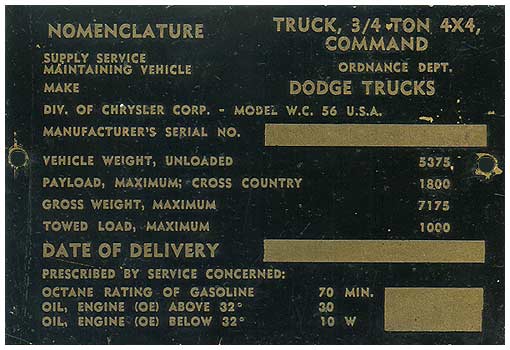 NOMENCLATURE TRUCK, 3/4 TON 4X4,
COMMAND
SUPPLY SERVICE
MAINTAINING VEHICLE ORDNANCE DEPT.
MAKE DODGE TRUCKS
DIV. OF CHRYSLER CORP. - MODEL W.C. 56 U.S.A.
MANUFACTURER'S SERIAL NO.
VEHICLE WEIGHT, UNLOADED 5375
PAYLOAD, MAXIMUM; CROSS COUNTRY 1800
GROSS WEIGHT, MAXIMUM 7175
TOWED LOAD, MAXIMUM 1000
DATE OF DELIVERY
PRESCRIBED BY SERVICE CONCERNED:
OCTANE RATING OF GASOLINE 70 MIN.
OIL, ENGINE (OE) ABOVE 32° 30
OIL, ENGINE (OE) BELOW 32° 10 W